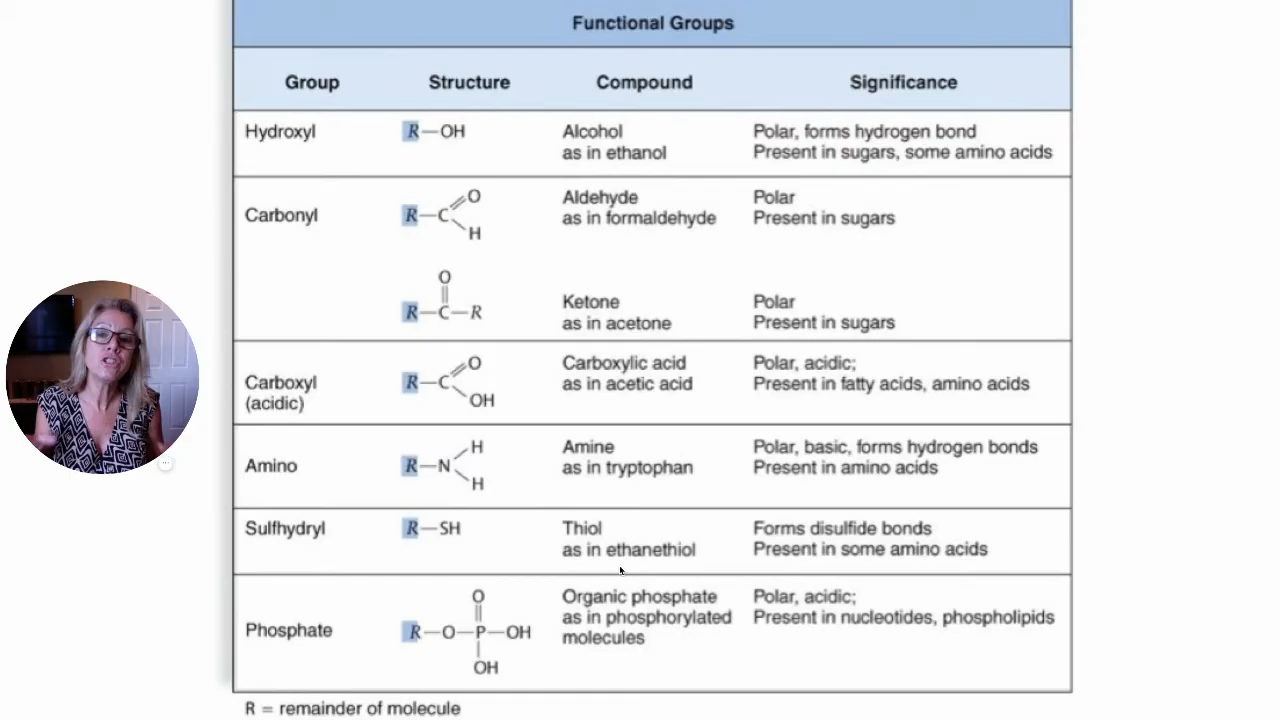 Functional Groups
Group Structure Compound Significance
Hydroxyl R—OH Alcohol Polar, forms hydrogen bond
as in ethanol Present in sugars, some amino acids
O Aldehyde Polar
Carbonyl R—C as in formaldehyde Present in sugars
H
O
Ketone Polar
R—C—R as in acetone Present in sugars
O Carboxylic acid Polar, acidic;
Carboxyl R—C as in acetic acid Present in fatty acids, amino acids
(acidic) OH
H Amine Polar, basic, forms hydrogen bonds
Amino R—N as in tryptophan Present in amino acids
H
Sulfhydryl R—SH Thiol Forms disulfide bonds
as in ethanethiol Present in some amino acids
O Organic phosphate Polar, acidic;
as in phosphorylated Present in nucleotides, phospholipids
Phosphate R—O—P—OH molecules
OH
R = remainder of molecule